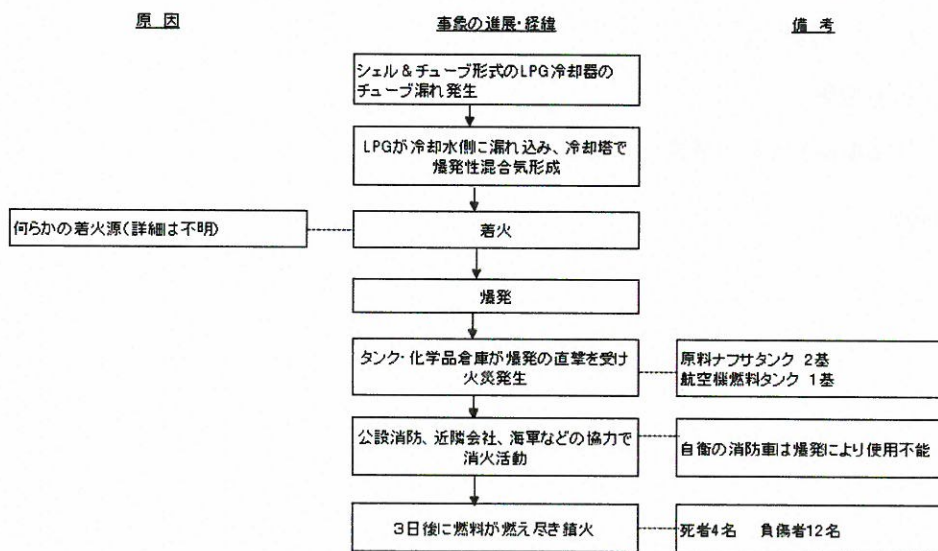 原 因
事象の進展・経緯
備 考
シェル&チューブ形式のLPG冷却器の
チューブ漏れ発生
LPGが冷却水側に漏れ込み、冷却塔で
爆発性混合気形成
何らかの着火源(詳細は不明)
着火
爆発
タンク・化学品倉庫が爆発の直撃を受け
火災発生
原料ナフサタンク 2基
航空機燃料タンク 1基
公設消防、近隣会社、海軍などの協力で
消火活動
自衛の消防車は爆発により使用不能
3日後に燃料が燃え尽き鎮火
死者4名 負傷者12名